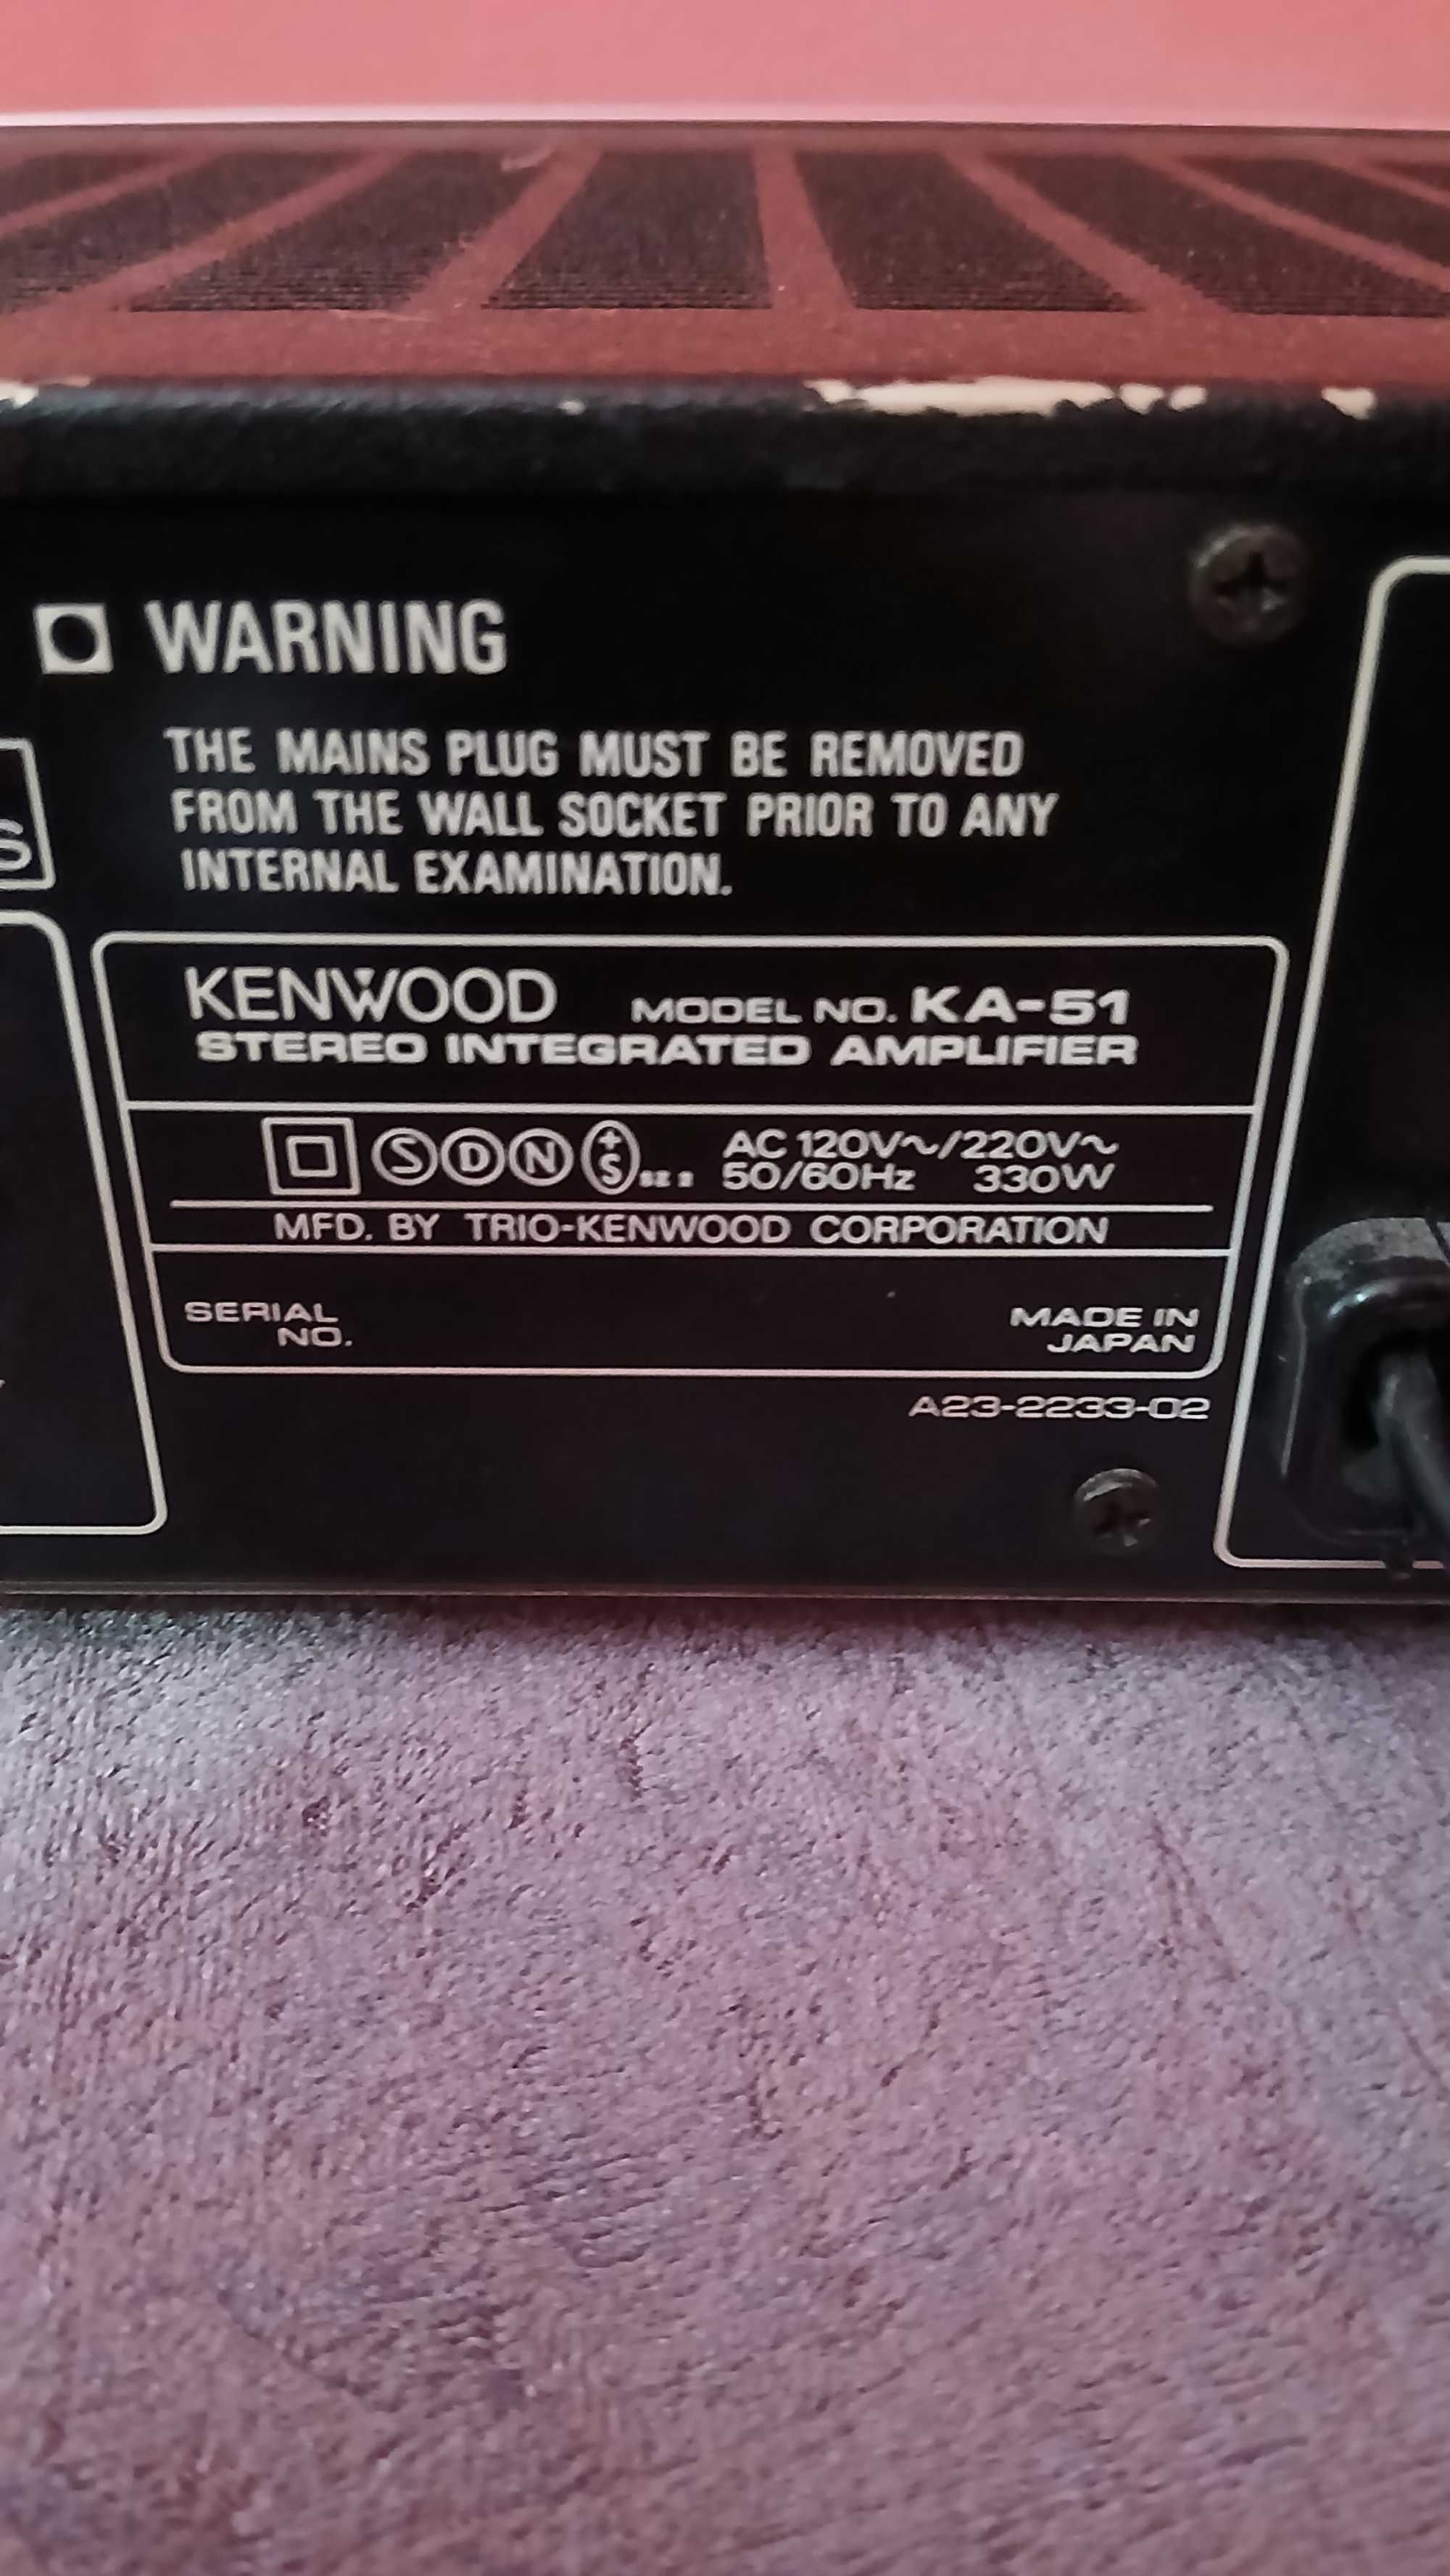 WARNING
THE MAINS PLUG MUST BE REMOVED
FROM THE WALL SOCKET PRIOR TO ANY
INTERNAL EXAMINATION.
S
KENWOOD MODEL NO. KA-51
STEREO INTEGRATED AMPLIFIER
S D N +S AC 120V~/220V~
50/60Hz 330W
MFD. BY TRIO-KENWOOD CORPORATION
SERIAL
NO.
MADE IN
JAPAN
A23-2233-02